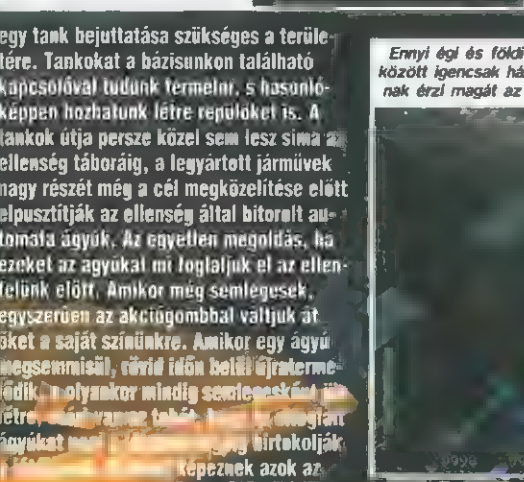 egy tank bejuttatása szükséges a terüle-
tére. Tankokat a bázisunkon található
kapcsolóval tudunk termelni, s hasonló-
képpen hozhatunk létre repülőket is. A
tankok útja persze közel sem lesz sima az
ellenség táboráig, a legyártott járművek
nagy részét még a cél megközelítése előtt
elpusztítják az ellenség által bitorolt au-
tomata ágyúk. Az egyetlen megoldás, ha
ezeket az ágyúkat mi foglaljuk el az ellen-
felünk előtt. Amikor még semlegesek,
egyszerűen az akciógombbal váltjuk át
őket a saját színünkre. Amikor egy ágyú
megsemmisül, rövid időn belül újraterme-
lődik, s olyankor mindig semlegesként
létre
ágyúkat birtokolják
képeznek azok az
Ennyi égi és földi
között igencsak
nak érzi magát az